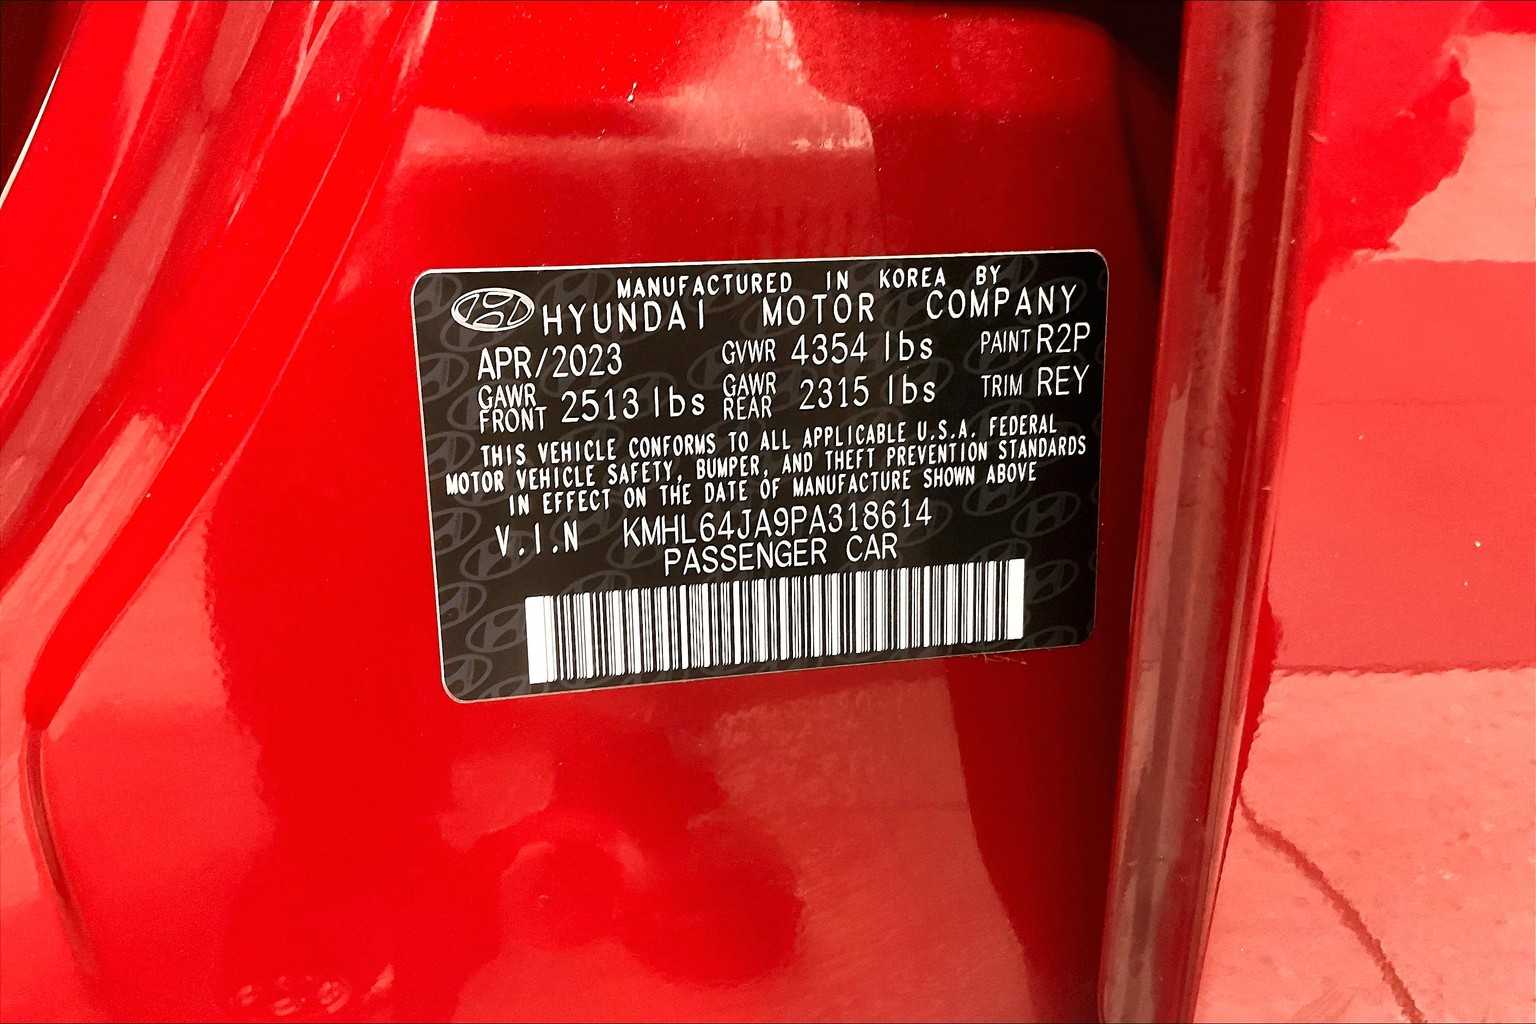 MANUFACTURED IN KOREA BY
HYUNDAI MOTOR COMPANY
APR/2023 GVWR 4354 lbs PAINT R2P
GAWR FRONT 2513 lbs GAWR REAR 2315 lbs TRIM REY
THIS VEHICLE CONFORMS TO ALL APPLICABLE U.S.A. FEDERAL
MOTOR VEHICLE SAFETY, BUMPER, AND THEFT PREVENTION STANDARDS
IN EFFECT ON THE DATE OF MANUFACTURE SHOWN ABOVE
V.I.N KMHL64JA9PA318614
PASSENGER CAR